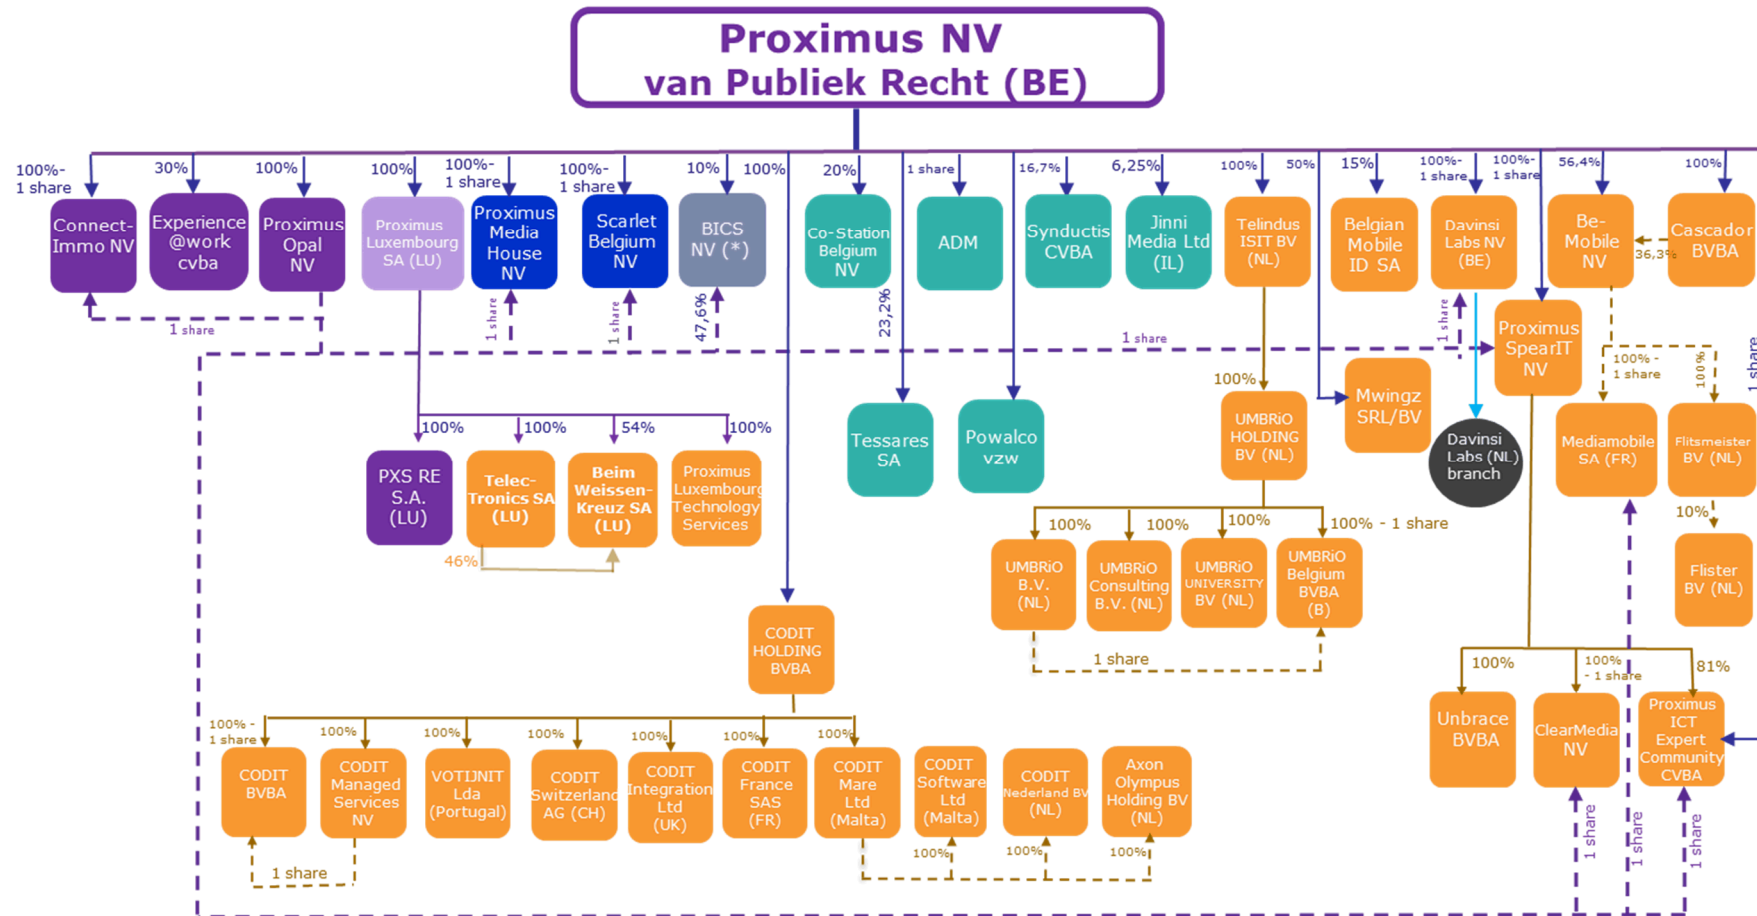 Proximus NV
van Publiek Recht (BE)
100%-
1 share
30%
100%
100%
100%-
1 share
100%-
1 share
10%
100%
20%
1 share
16,7%
6,25%
100%
50%
15%
100%-
1 share
100%-
1 share
56,4%
100%
Connect-
Immo NV
Experience
@work
cvba
Proximus
Opal
NV
Proximus
Luxembourg
SA (LU)
Proximus
Media
House
NV
Scarlet
Belgium
NV
BICS
NV (*)
Co-Station
Belgium
NV
ADM
Synductis
CVBA
Jinni
Media Ltd
(IL)
Telindus
ISIT BV
(NL)
Belgian
Mobile
ID SA
Davinsi
Labs NV
(BE)
Be-
Mobile
NV
36,3%
Cascador
BVBA
1 share
1 share
1 share
47,6%
23,2%
1 share
1 share
Proximus
SpearIT
NV
100% -
1 share
100%
1 share
100%
100%
54%
100%
100%
Tessares
SA
Powalco
vzw
UMBRiO
HOLDING
BV (NL)
Mwingz
SRL/BV
Davinsi
Labs (NL)
branch
Mediamobile
SA (FR)
Flitsmeister
BV (NL)
PXS RE
S.A.
(LU)
Telec-
Tronics SA
(LU)
Beim
Weissen-
Kreuz SA
(LU)
Proximus
Luxembourg
Technology
Services
46%
100%
100%
100%
100% - 1 share
10%
UMBRiO
B.V.
(NL)
UMBRiO
Consulting
B.V. (NL)
UMBRiO
UNIVERSITY
BV (NL)
UMBRiO
Belgium
BVBA
(B)
Flister
BV (NL)
1 share
CODIT
HOLDING
BVBA
100%
100%
- 1 share
81%
Unbrace
BVBA
ClearMedia
NV
Proximus
ICT
Expert
Community
CVBA
100% -
1 share
100%
100%
100%
100%
100%
100%
CODIT
BVBA
CODIT
Managed
Services
NV
VOTIJNIT
Lda
(Portugal)
CODIT
Switzerland
AG (CH)
CODIT
Integration
Ltd
(UK)
CODIT
France
SAS
(FR)
CODIT
Mare
Ltd
(Malta)
CODIT
Software
Ltd
(Malta)
CODIT
Nederland BV
(NL)
Axon
Olympus
Holding BV
(NL)
1 share
100%
100%
100%
1 share
1 share
1 share